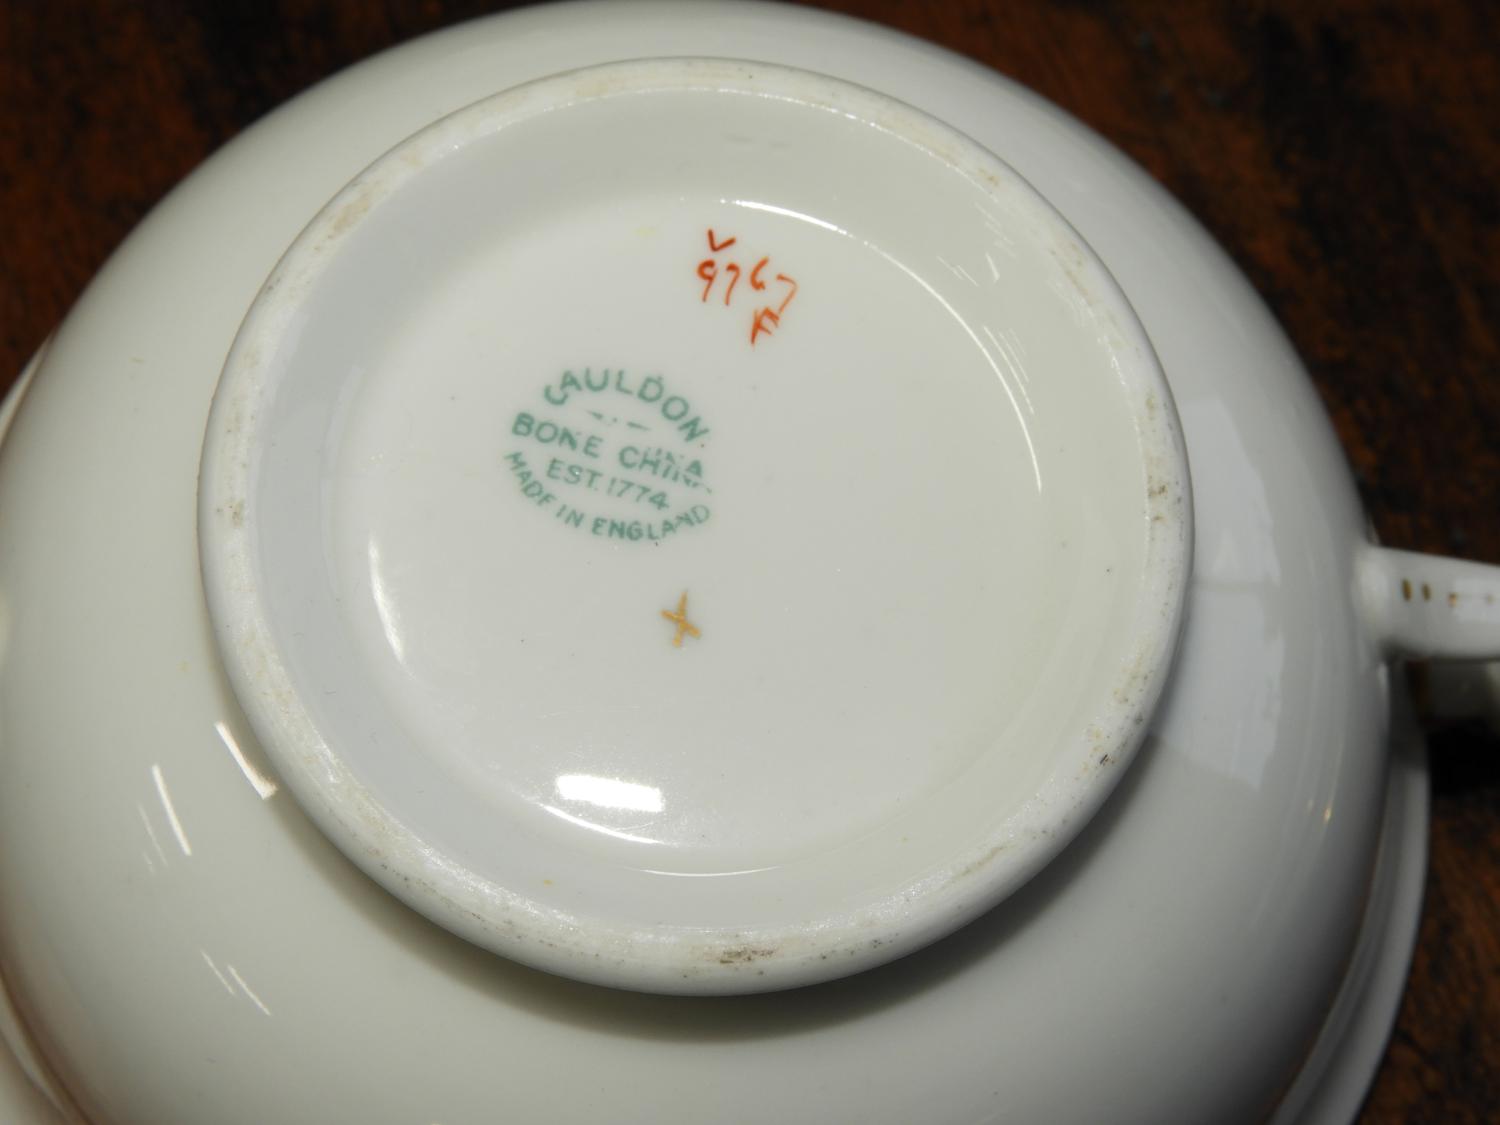 V
9767
CAULDON
BONE CHINA
EST. 1774
MADE IN ENGLAND